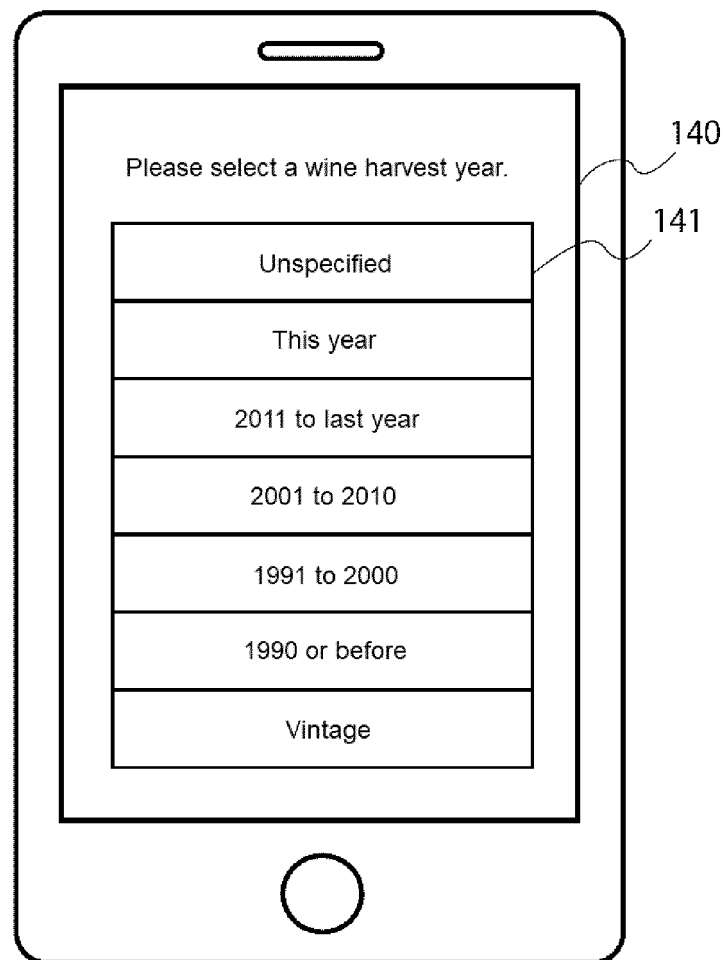 140
Please select a wine harvest year.
141
Unspecified
This year
2011 to last year
2001 to 2010
1991 to 2000
1990 or before
Vintage